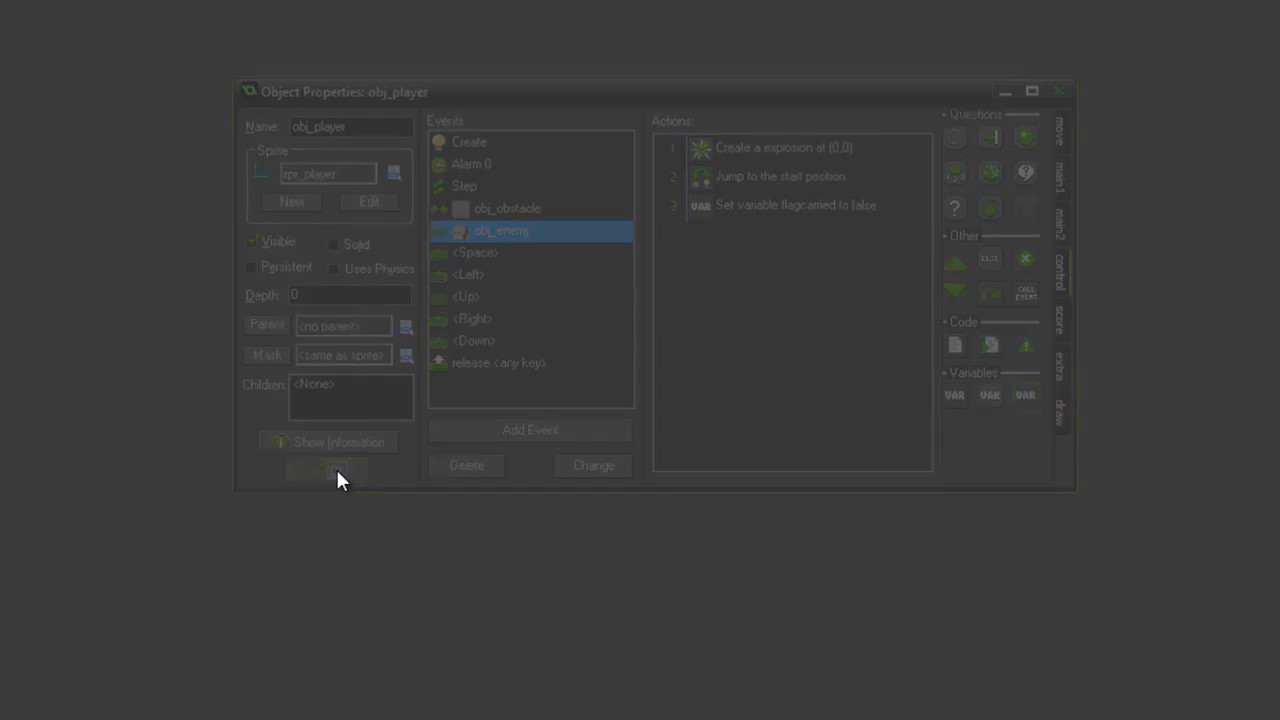 Object Properties: obj_player
Name: obj_player
Sprite
spr_player
New Edit
Visible Solid
Persistent Uses Physics
Depth: 0
Parent <no parent>
Mask <same as sprite>
Children: <None>
Show Information
Events
Create
Alarm 0
Step
obj_obstacle
obj_enemy
<Space>
<Left>
<Up>
<Right>
<Down>
release <any key>
Add Event
Delete Change
Actions:
1 Create a explosion at (0,0)
2 Jump to the start position
3 VAR Set variable flagcarried to false
Questions
?
Other
ELSE
CALL EVENT
Code
Variables
VAR VAR VAR
move
main1
main2
control
score
extra
draw